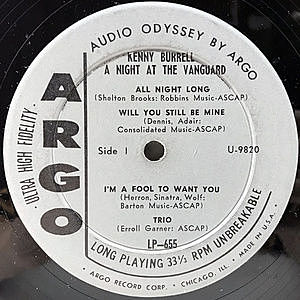 AUDIO ODYSSEY BY ARGO
KENNY BURRELL
A NIGHT AT THE VANGUARD
ARGO
ULTRA HIGH FIDELITY.
ALL NIGHT LONG
(Shelton Brooks: Robbins Music-ASCAP)
WILL YOU STILL BE MINE
(Dennis, Adair:
Consolidated Music-ASCAP)
Side I
U-9820
I'M A FOOL TO WANT YOU
(Herron, Sinatra, Wolf:
Barton Music-ASCAP)
TRIO
(Erroll Garner: ASCAP)
LP-655
LONG PLAYING 33⅓ RPM UNBREAKABLE
ARGO RECORD CORP. CHICAGO, ILL. MADE IN U.S.A.